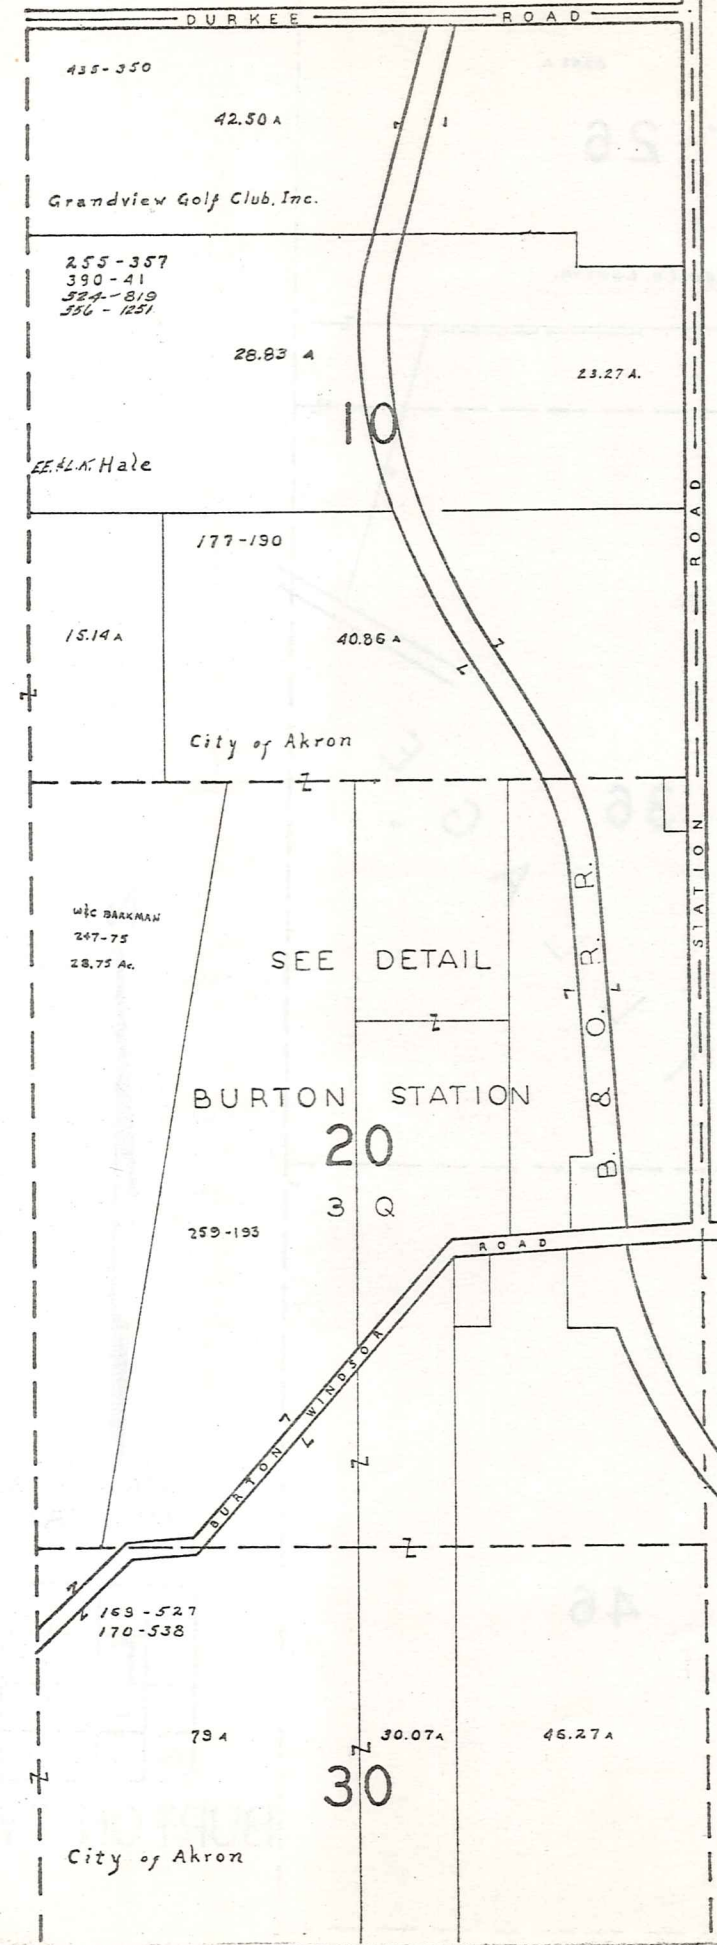 DURKEE ROAD
435-350
42.50 A
Grandview Golf Club, Inc.
255-357
390-41
524-819
556-1251
28.83 A
23.27 A.
10
E.E.&L.K. Hale
177-190
15.14 A
40.86 A
City of Akron
STATION ROAD
W&C BARKMAN
247-75
28.75 Ac.
SEE DETAIL
BURTON STATION
20
3 Q
259-193
B. & O. R. R.
BURTON WINDSOR ROAD
169-527
170-538
79 A
30.07 A
46.27 A
30
City of Akron